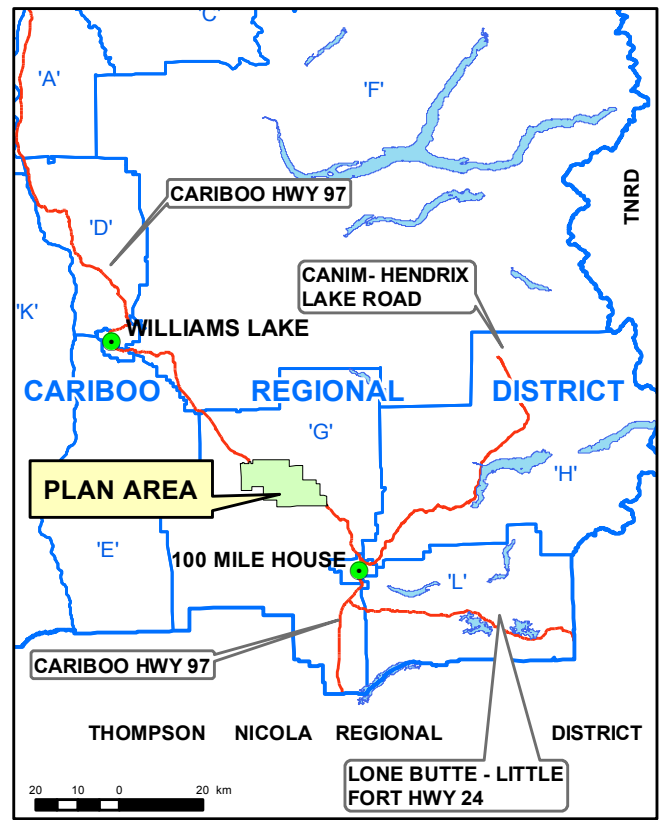 'C'
'A'
'F'
CARIBOO HWY 97
'D'
TNRD
CANIM- HENDRIX
LAKE ROAD
'K'
WILLIAMS LAKE
CARIBOO REGIONAL DISTRICT
'G'
'H'
PLAN AREA
'E'
100 MILE HOUSE
'L'
CARIBOO HWY 97
THOMPSON NICOLA REGIONAL DISTRICT
LONE BUTTE - LITTLE
FORT HWY 24
20 10 0 20 km